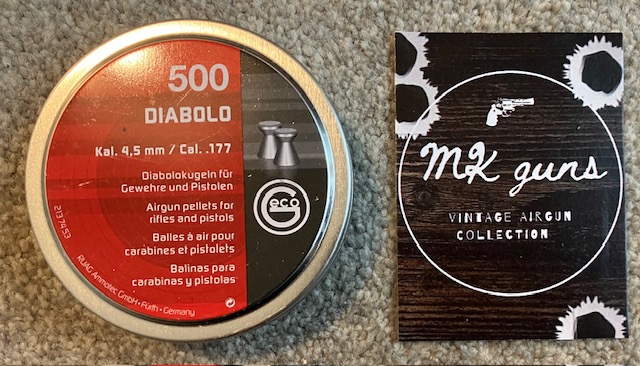 500
DIABOLO
Kal. 4,5 mm / Cal. .177
Diabolokugeln für
Gewehre und Pistolen
Airgun pellets for
rifles and pistols
Balles à air pour
carabines et pistolets
Balinas para
carabinas y pistolas
Geco
2137453
RUAG Ammotec GmbH • Fürth • Germany
MK guns
VINTAGE AIRGUN
COLLECTION